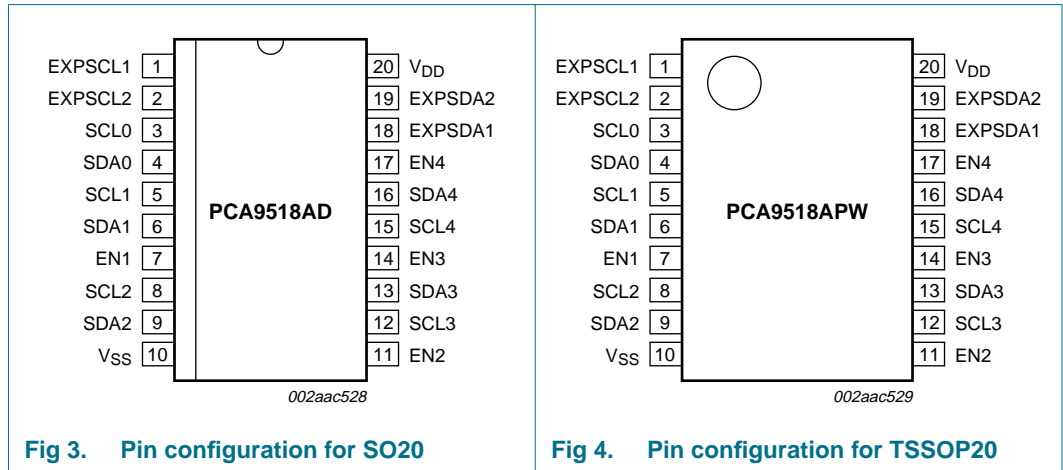 EXPSCL1 1
EXPSCL2 2
SCL0 3
SDA0 4
SCL1 5
SDA1 6
EN1 7
SCL2 8
SDA2 9
VSS 10
PCA9518AD
20 VDD
19 EXPSDA2
18 EXPSDA1
17 EN4
16 SDA4
15 SCL4
14 EN3
13 SDA3
12 SCL3
11 EN2
002aac528
Fig 3. Pin configuration for SO20
EXPSCL1 1
EXPSCL2 2
SCL0 3
SDA0 4
SCL1 5
SDA1 6
EN1 7
SCL2 8
SDA2 9
VSS 10
PCA9518APW
20 VDD
19 EXPSDA2
18 EXPSDA1
17 EN4
16 SDA4
15 SCL4
14 EN3
13 SDA3
12 SCL3
11 EN2
002aac529
Fig 4. Pin configuration for TSSOP20